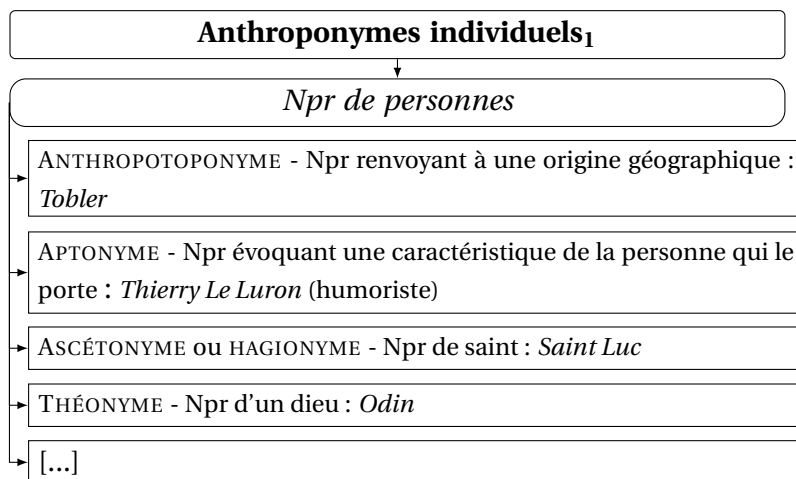 Anthroponymes individuels₁
Npr de personnes
ANTHROPOTOPONYME - Npr renvoyant à une origine géographique :
Tobler
APTONYME - Npr évoquant une caractéristique de la personne qui le
porte : Thierry Le Luron (humoriste)
ASCÉTONYME ou HAGIONYME - Npr de saint : Saint Luc
THÉONYME - Npr d'un dieu : Odin
[...]